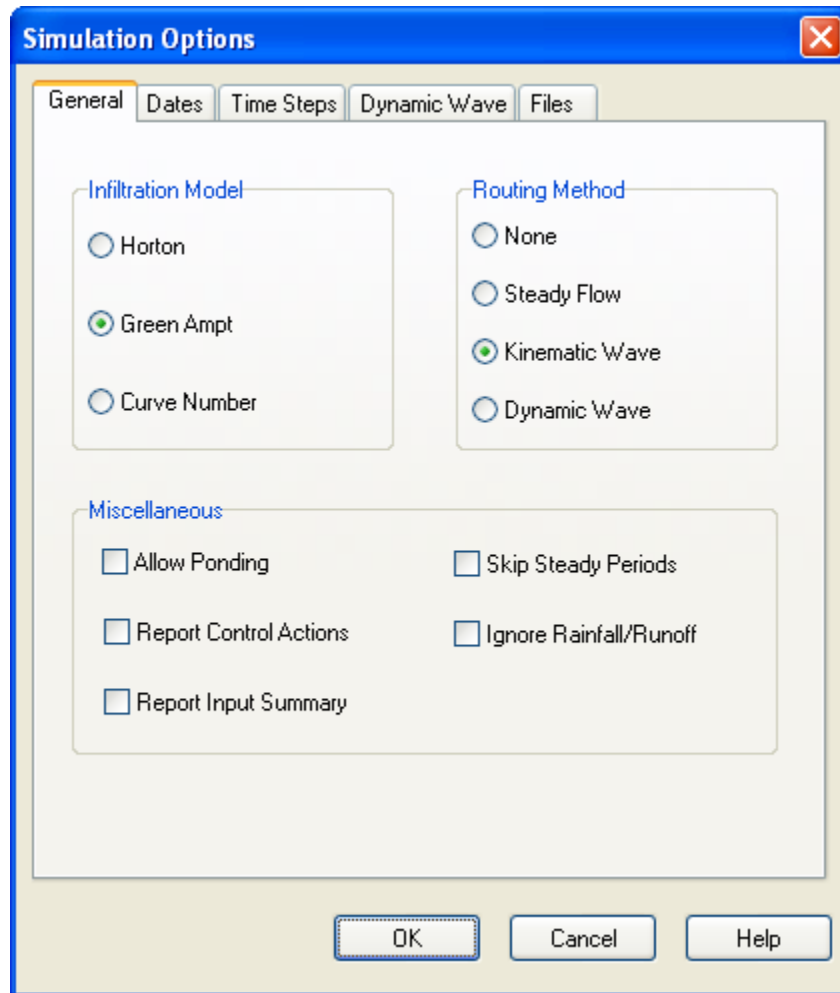 Simulation Options
General Dates Time Steps Dynamic Wave Files
Infiltration Model
Horton
Green Ampt
Curve Number
Routing Method
None
Steady Flow
Kinematic Wave
Dynamic Wave
Miscellaneous
Allow Ponding
Skip Steady Periods
Report Control Actions
Ignore Rainfall/Runoff
Report Input Summary
OK Cancel Help